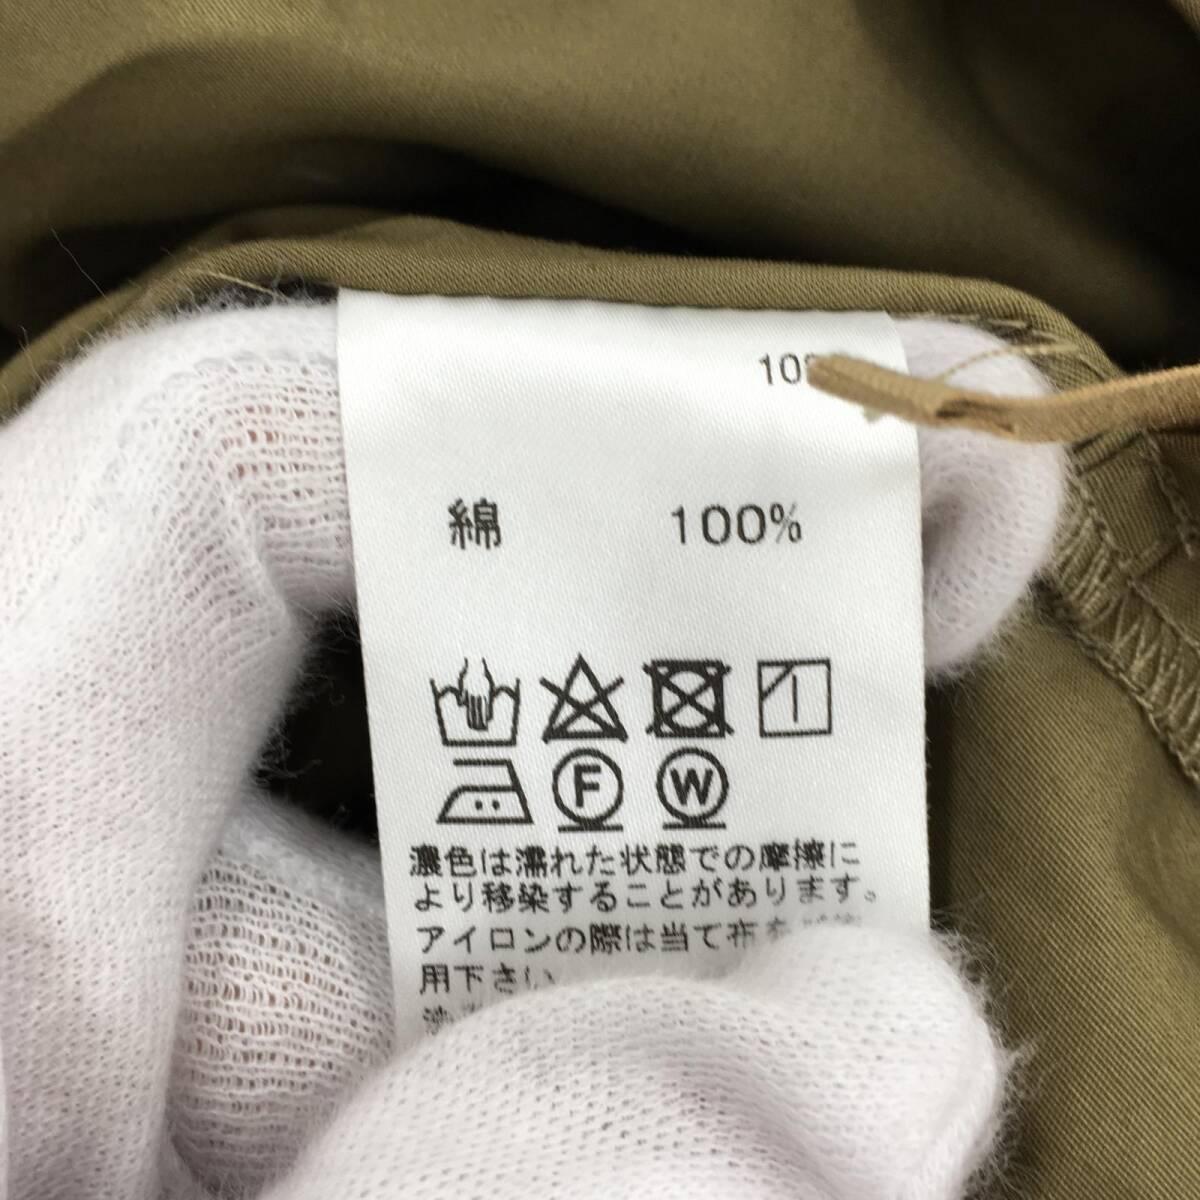 綿 100%
F W
濃色は濡れた状態での摩擦に
より移染することがあります。
アイロンの際は当て布を
用下さい